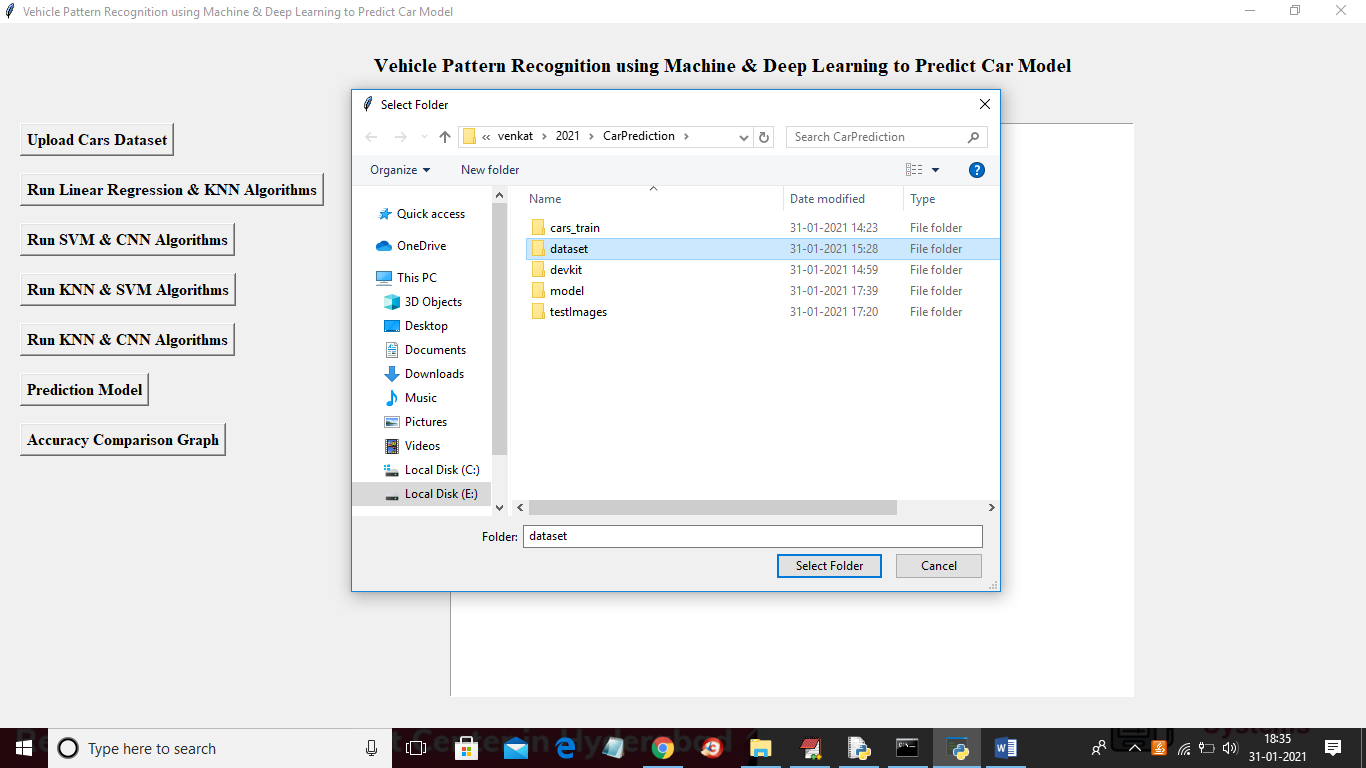 Vehicle Pattern Recognition using Machine & Deep Learning to Predict Car Model
Vehicle Pattern Recognition using Machine & Deep Learning to Predict Car Model
Upload Cars Dataset
Run Linear Regression & KNN Algorithms
Run SVM & CNN Algorithms
Run KNN & SVM Algorithms
Run KNN & CNN Algorithms
Prediction Model
Accuracy Comparison Graph
Select Folder
« venkat › 2021 › CarPrediction ›
Search CarPrediction
Organize
New folder
Quick access
OneDrive
This PC
3D Objects
Desktop
Documents
Downloads
Music
Pictures
Videos
Local Disk (C:)
Local Disk (E:)
Name Date modified Type
cars_train 31-01-2021 14:23 File folder
dataset 31-01-2021 15:28 File folder
devkit 31-01-2021 14:59 File folder
model 31-01-2021 17:39 File folder
testImages 31-01-2021 17:20 File folder
Folder: dataset
Select Folder
Cancel
Type here to search
18:35
31-01-2021